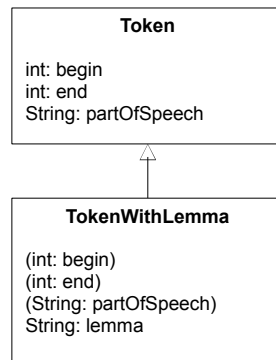 Token
int: begin
int: end
String: partOfSpeech
TokenWithLemma
(int: begin)
(int: end)
(String: partOfSpeech)
String: lemma